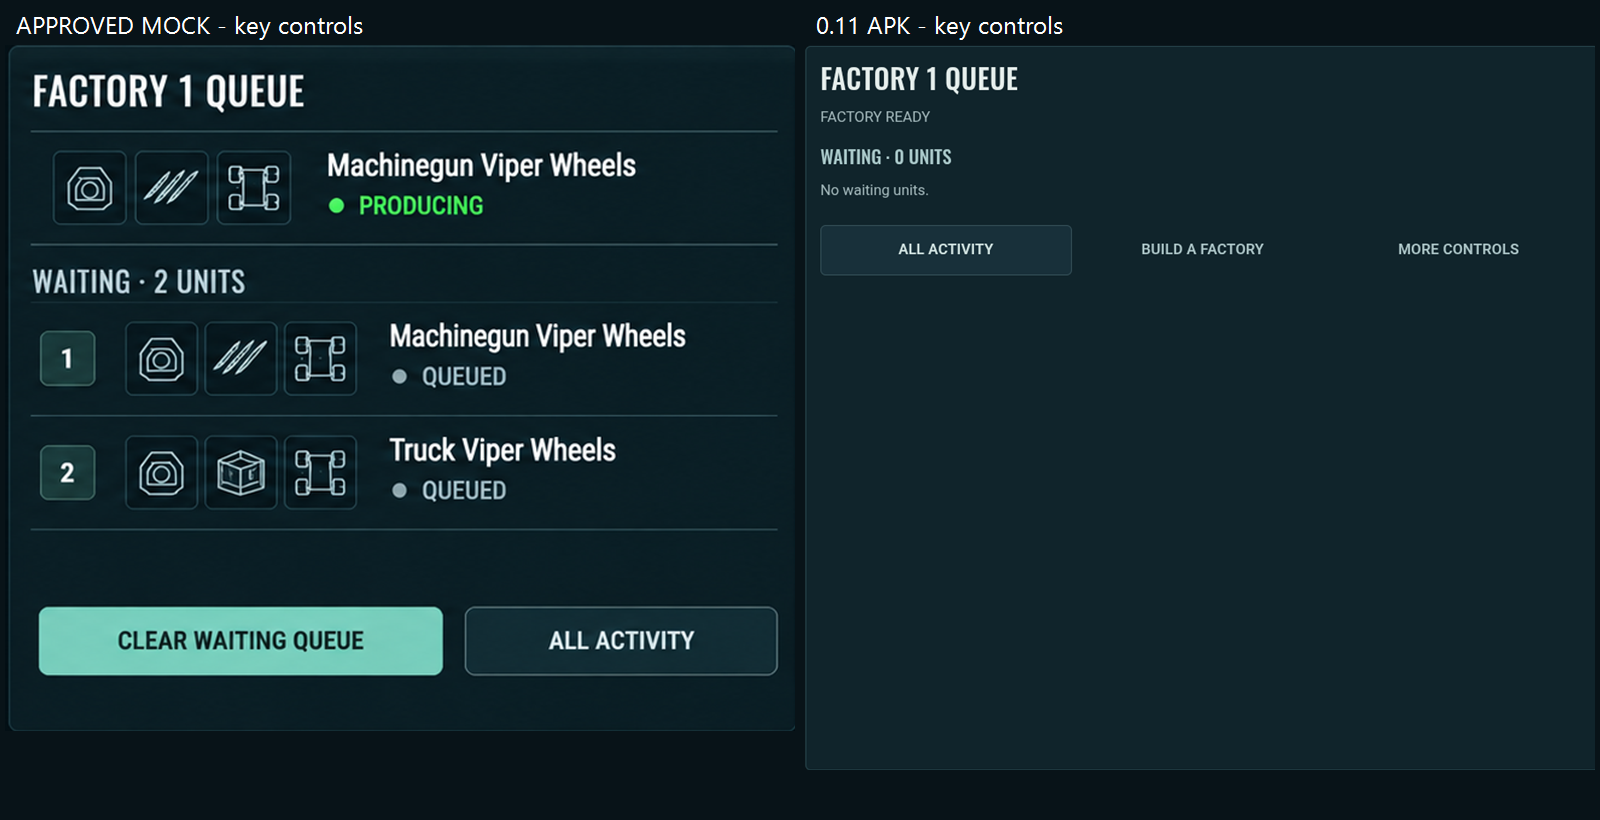 APPROVED MOCK - key controls
FACTORY 1 QUEUE
Machinegun Viper Wheels
PRODUCING
WAITING · 2 UNITS
1
Machinegun Viper Wheels
QUEUED
2
Truck Viper Wheels
QUEUED
CLEAR WAITING QUEUE
ALL ACTIVITY
0.11 APK - key controls
FACTORY 1 QUEUE
FACTORY READY
WAITING · 0 UNITS
No waiting units.
ALL ACTIVITY
BUILD A FACTORY
MORE CONTROLS